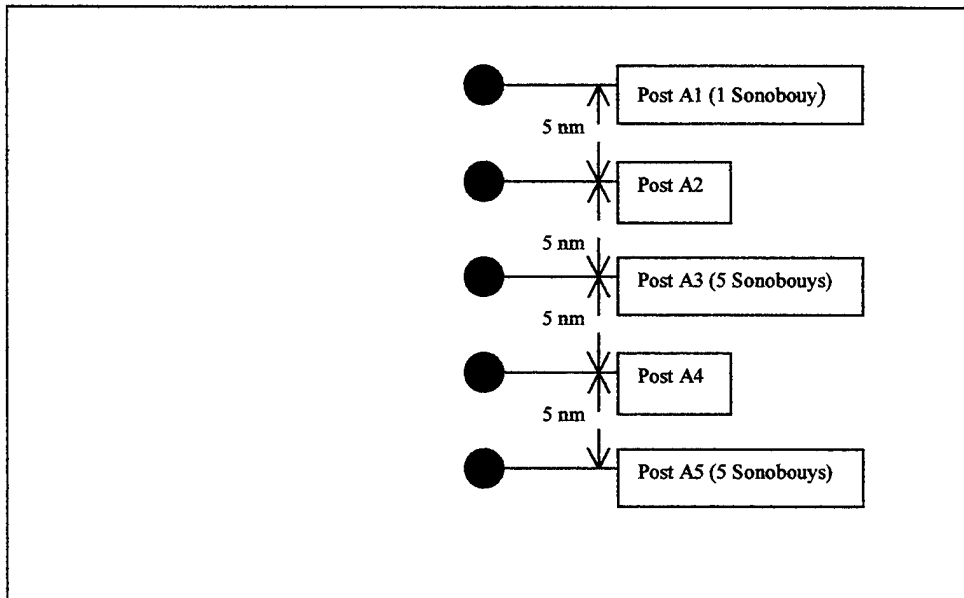 Post A1 (1 Sonobouy)
5 nm
Post A2
5 nm
Post A3 (5 Sonobouys)
5 nm
Post A4
5 nm
Post A5 (5 Sonobouys)